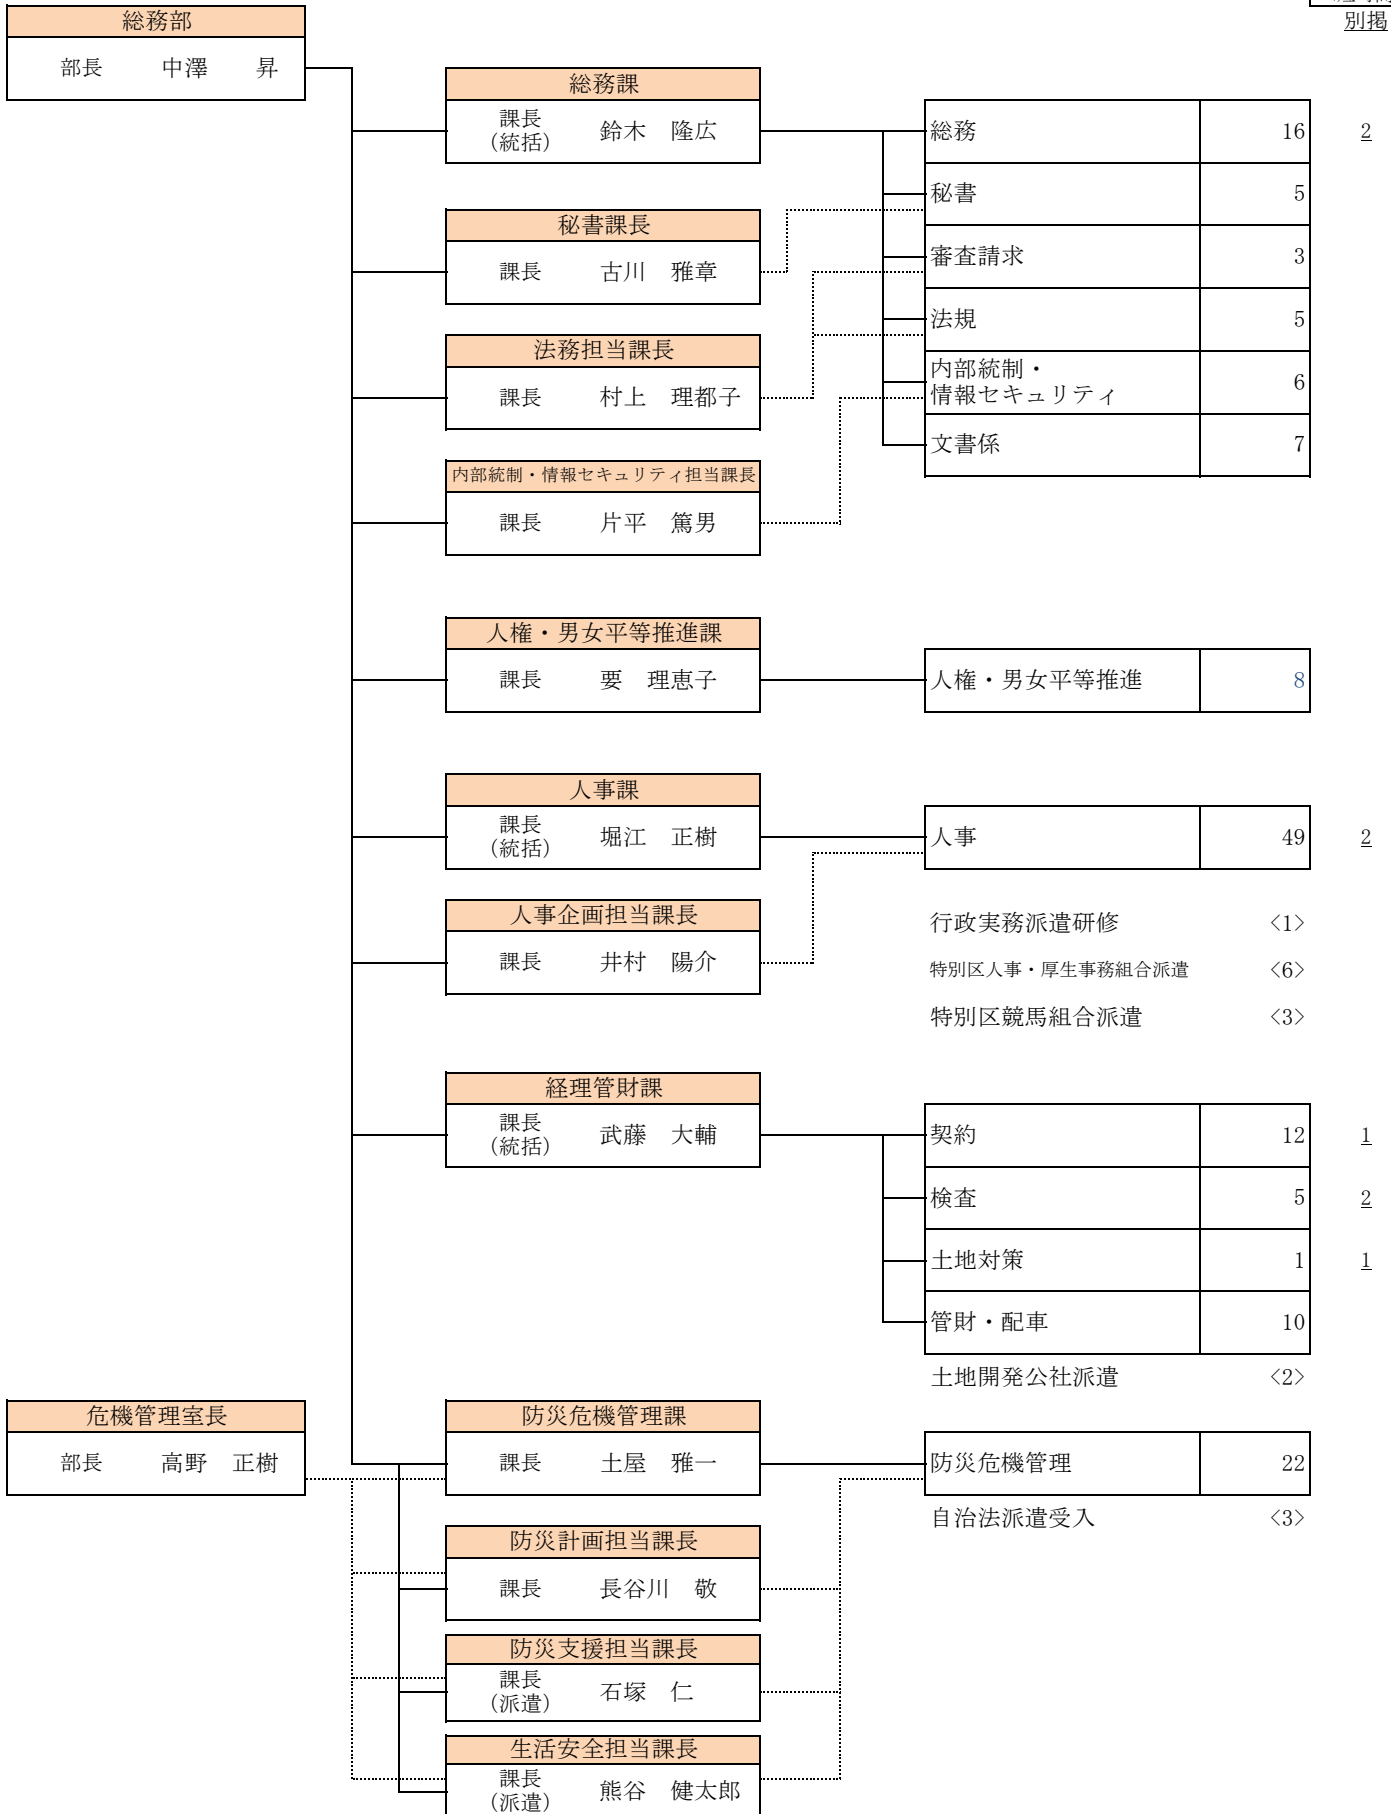 別掲
総務部
部長　中澤　昇
総務課
課長
(統括)
鈴木　隆広
総務　16　2
秘書　5
秘書課長
課長　古川　雅章
審査請求　3
法規　5
法務担当課長
課長　村上　理都子
内部統制・
情報セキュリティ
6
文書係　7
内部統制・情報セキュリティ担当課長
課長　片平　篤男
人権・男女平等推進課
課長　要　理恵子
人権・男女平等推進　8
人事課
課長
(統括)
堀江　正樹
人事　49　2
人事企画担当課長
課長　井村　陽介
行政実務派遣研修　<1>
特別区人事・厚生事務組合派遣　<6>
特別区競馬組合派遣　<3>
経理管財課
課長
(統括)
武藤　大輔
契約　12　1
検査　5　2
土地対策　1　1
管財・配車　10
土地開発公社派遣　<2>
危機管理室長
部長　高野　正樹
防災危機管理課
課長　土屋　雅一
防災危機管理　22
自治法派遣受入　<3>
防災計画担当課長
課長　長谷川　敬
防災支援担当課長
課長
(派遣)
石塚　仁
生活安全担当課長
課長
(派遣)
熊谷　健太郎